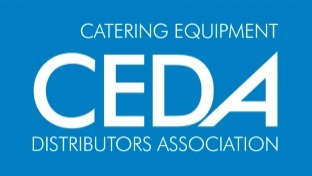 CATERING EQUIPMENT
CEDA
DISTRIBUTORS ASSOCIATION